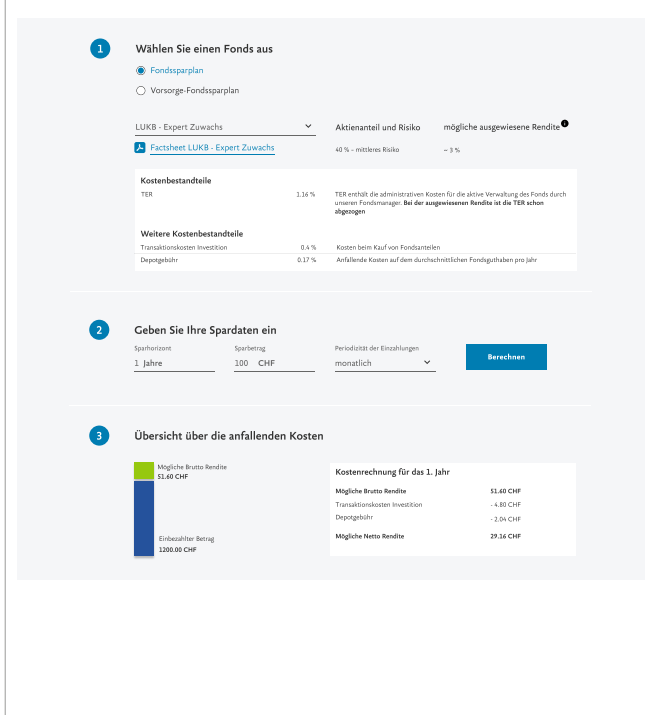 1
Wählen Sie einen Fonds aus
Fondssparplan
Vorsorge-Fondssparplan
LUKB - Expert Zuwachs
Aktienanteil und Risiko
mögliche ausgewiesene Rendite
Factsheet LUKB - Expert Zuwachs
40 % – mittleres Risiko
~ 3 %
Kostenbestandteile
TER
1.16 %
TER enthält die administrativen Kosten für die aktive Verwaltung des Fonds durch
unseren Fondsmanager. Bei der ausgewiesenen Rendite ist die TER schon
abgezogen
Weitere Kostenbestandteile
Transaktionskosten Investition
0.4 %
Kosten beim Kauf von Fondsanteilen
Depotgebühr
0.17 %
Anfallende Kosten auf dem durchschnittlichen Fondsguthaben pro Jahr
2
Geben Sie Ihre Spardaten ein
Sparhorizont
Sparbetrag
Periodizität der Einzahlungen
1 Jahre
100 CHF
monatlich
Berechnen
3
Übersicht über die anfallenden Kosten
Mögliche Brutto Rendite
51.60 CHF
Einbezahlter Betrag
1200.00 CHF
Kostenrechnung für das 1. Jahr
Mögliche Brutto Rendite
51.60 CHF
Transaktionskosten Investition
- 4.80 CHF
Depotgebühr
- 2.04 CHF
Mögliche Netto Rendite
29.16 CHF